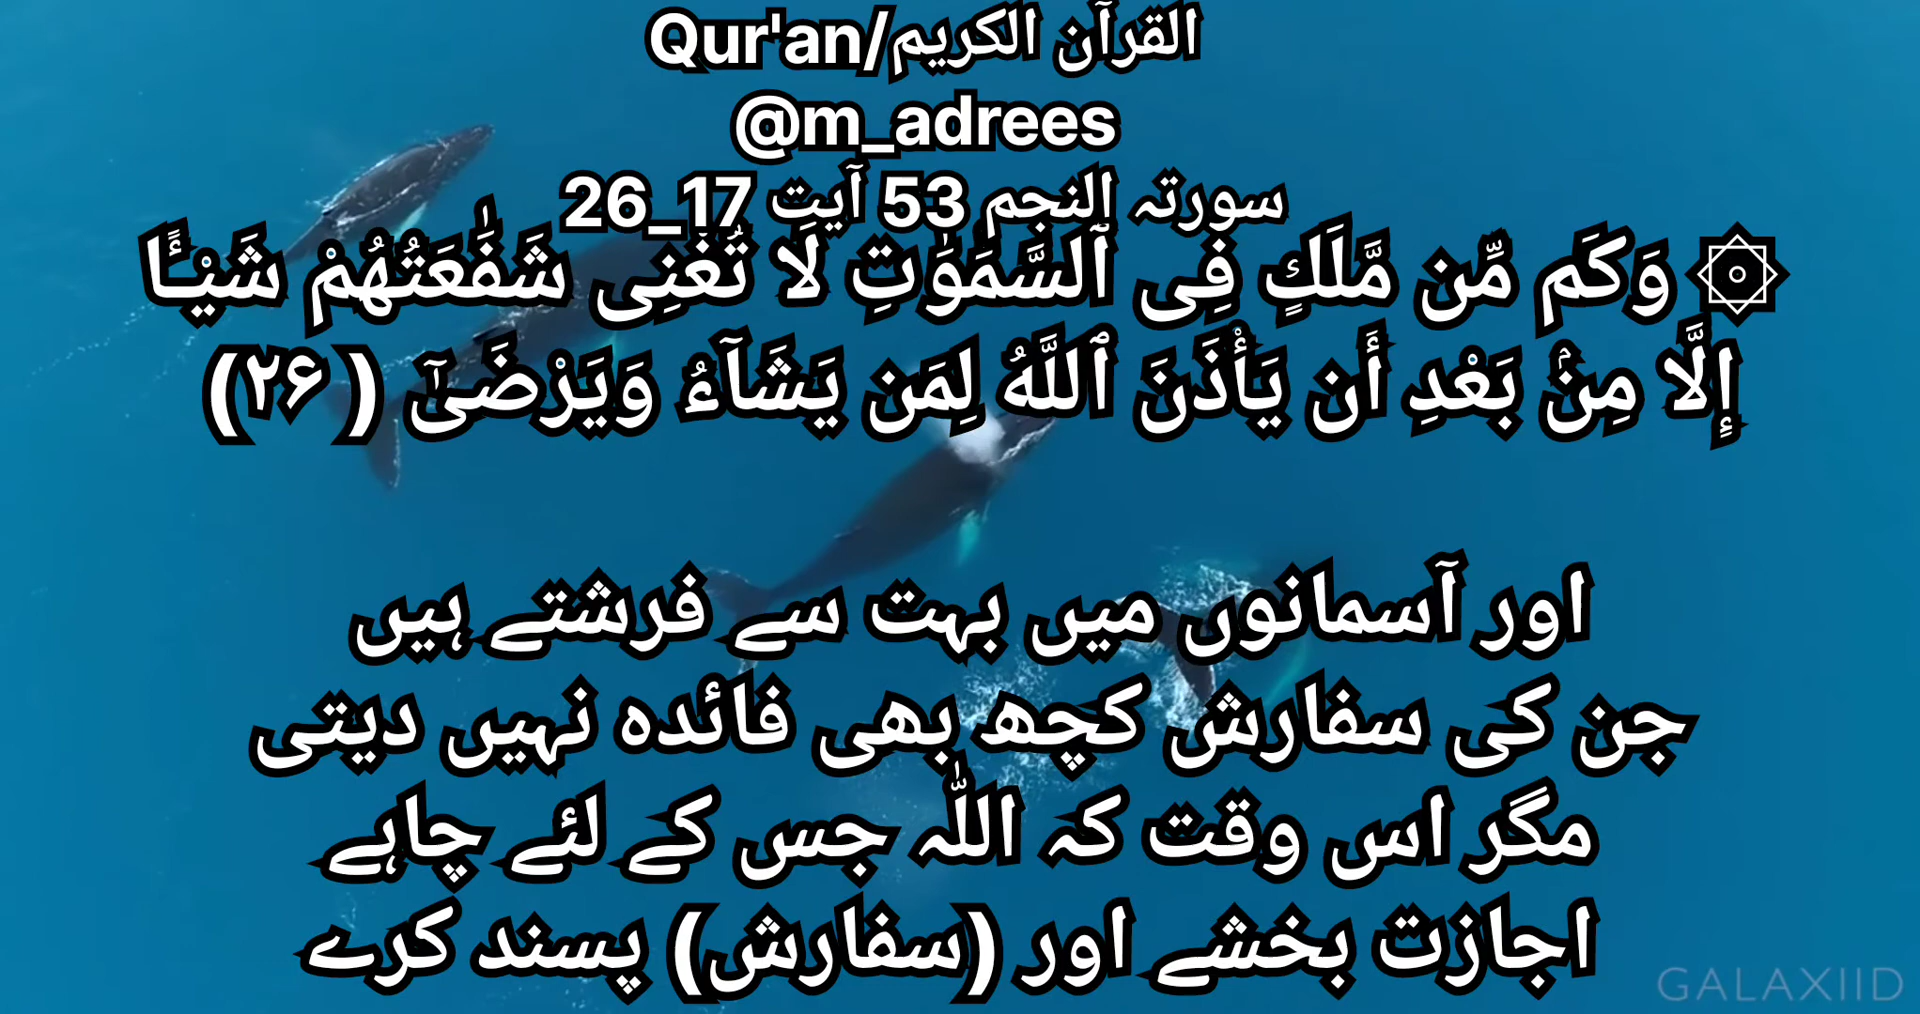 القرآن الكريم/Qur'an
@m_adrees
سورتہ النجم 53 آیت 17_26
۞ وَكَم مِّن مَّلَكٍۢ فِى ٱلسَّمَـٰوَٰتِ لَا تُغْنِى شَفَـٰعَتُهُمْ شَيْـًٔا
إِلَّا مِنۢ بَعْدِ أَن يَأْذَنَ ٱللَّهُ لِمَن يَشَآءُ وَيَرْضَىٰٓ (۲۶)
اور آسمانوں میں بہت سے فرشتے ہیں
جن کی سفارش کچھ بھی فائدہ نہیں دیتی
مگر اس وقت کہ اللّٰہ جس کے لئے چاہے
اجازت بخشے اور (سفارش) پسند کرے
GALAXIID